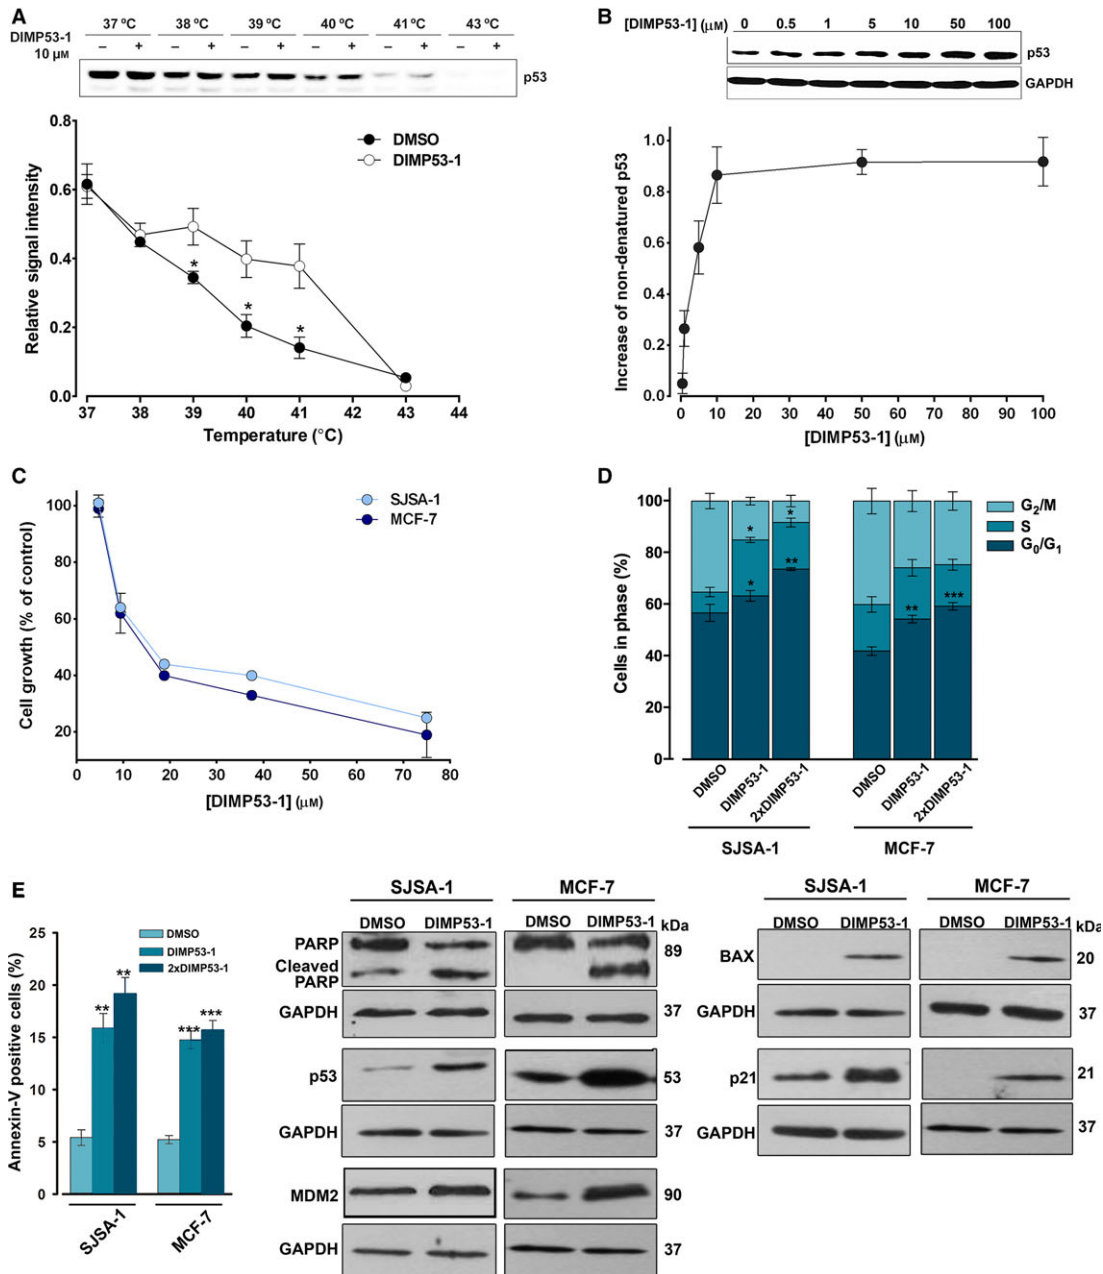 A
37 ºC 38 ºC 39 ºC 40 ºC 41 ºC 43 ºC
DIMP53-1
10 µM
– + – + – + – + – + – +
p53
DMSO
DIMP53-1
Relative signal intensity
0.8
0.6
0.4
0.2
0.0
37 38 39 40 41 42 43 44
* * *
Temperature (°C)
B
[DIMP53-1] (µM) 0 0.5 1 5 10 50 100
p53
GAPDH
Increase of non-denatured p53
1.0
0.8
0.6
0.4
0.2
0.0
0 10 20 30 40 50 60 70 80 90 100
[DIMP53-1] (µM)
C
SJSA-1
MCF-7
Cell growth (% of control)
100
80
60
40
20
0 10 20 30 40 50 60 70 80
[DIMP53-1] (µM)
D
G2/M
S
G0/G1
Cells in phase (%)
100
80
60
40
20
0
* *
* ** ** ***
DMSO DIMP53-1 2xDIMP53-1 DMSO DIMP53-1 2xDIMP53-1
SJSA-1 MCF-7
E
DMSO
DIMP53-1
2xDIMP53-1
Annexin-V positive cells (%)
25
20
15
10
5
0
** ** *** ***
SJSA-1 MCF-7
SJSA-1 MCF-7
DMSO DIMP53-1 DMSO DIMP53-1 kDa
PARP 89
Cleaved
PARP
GAPDH 37
p53 53
GAPDH 37
MDM2 90
GAPDH 37
SJSA-1 MCF-7
DMSO DIMP53-1 DMSO DIMP53-1 kDa
BAX 20
GAPDH 37
p21 21
GAPDH 37